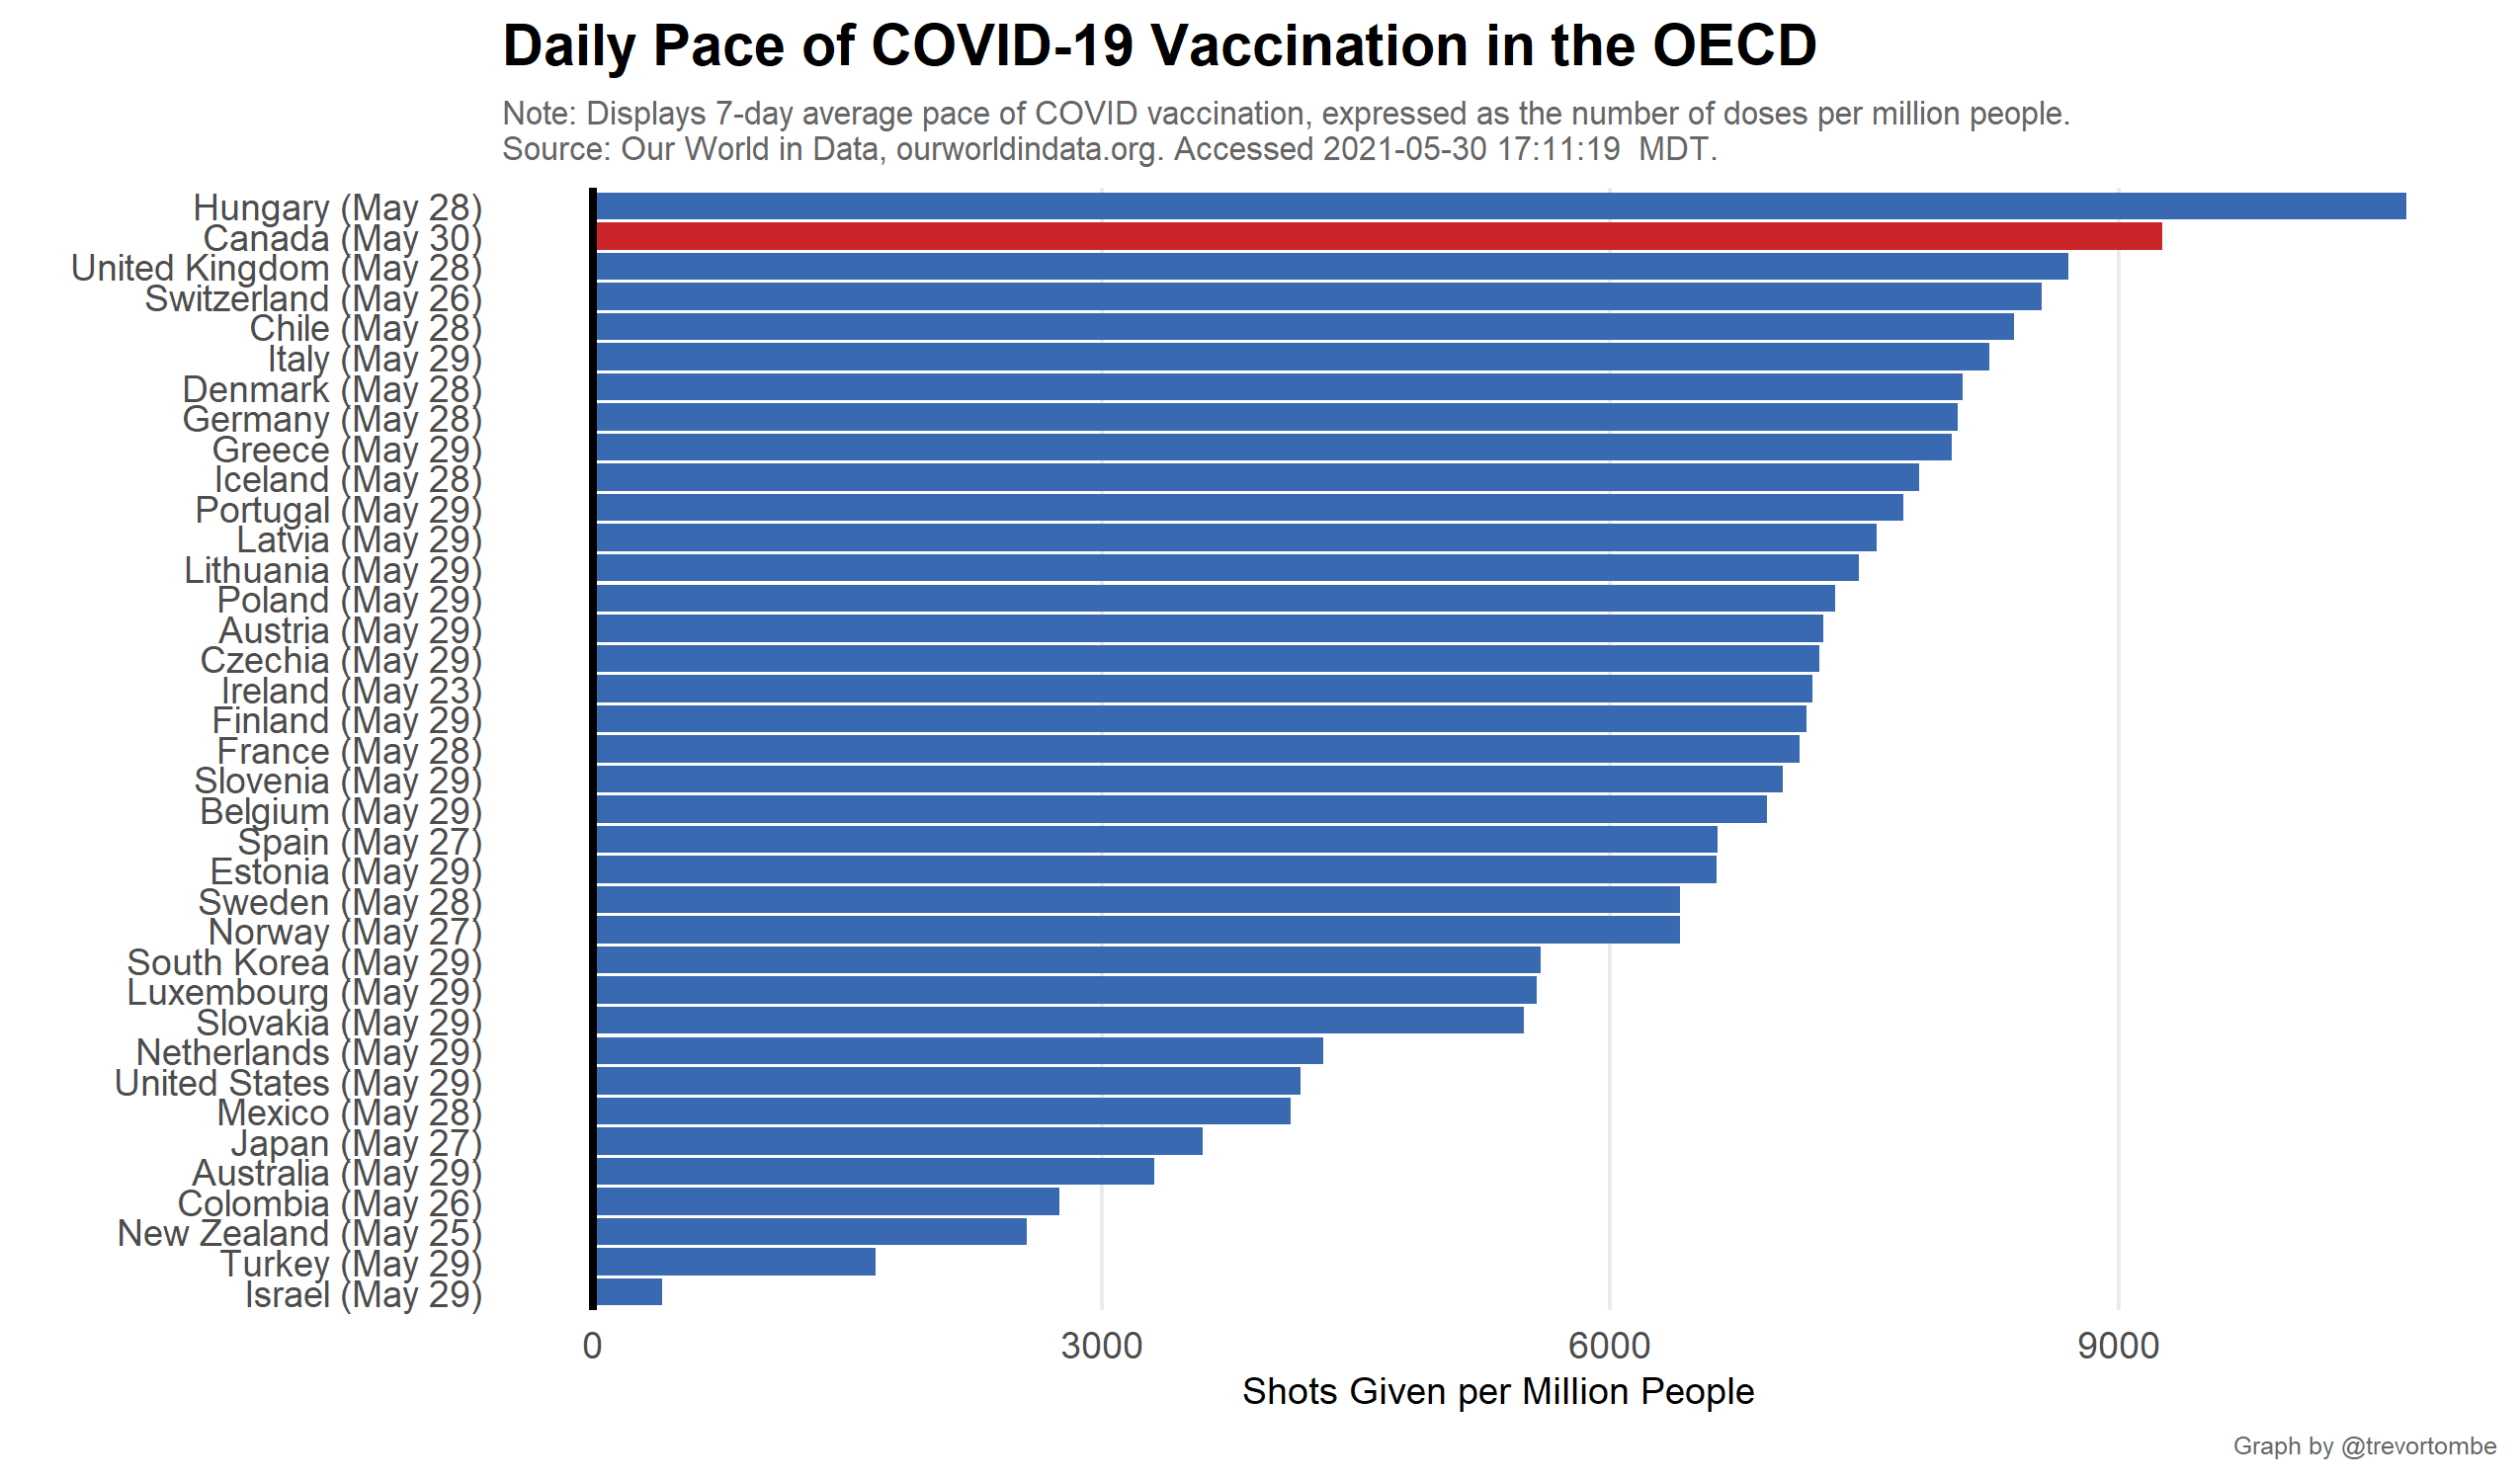 Daily Pace of COVID-19 Vaccination in the OECD
Note: Displays 7-day average pace of COVID vaccination, expressed as the number of doses per million people.
Source: Our World in Data, ourworldindata.org. Accessed 2021-05-30 17:11:19  MDT.
Hungary (May 28)
Canada (May 30)
United Kingdom (May 28)
Switzerland (May 26)
Chile (May 28)
Italy (May 29)
Denmark (May 28)
Germany (May 28)
Greece (May 29)
Iceland (May 28)
Portugal (May 29)
Latvia (May 29)
Lithuania (May 29)
Poland (May 29)
Austria (May 29)
Czechia (May 29)
Ireland (May 23)
Finland (May 29)
France (May 28)
Slovenia (May 29)
Belgium (May 29)
Spain (May 27)
Estonia (May 29)
Sweden (May 28)
Norway (May 27)
South Korea (May 29)
Luxembourg (May 29)
Slovakia (May 29)
Netherlands (May 29)
United States (May 29)
Mexico (May 28)
Japan (May 27)
Australia (May 29)
Colombia (May 26)
New Zealand (May 25)
Turkey (May 29)
Israel (May 29)
0 3000 6000 9000
Shots Given per Million People
Graph by @trevortombe